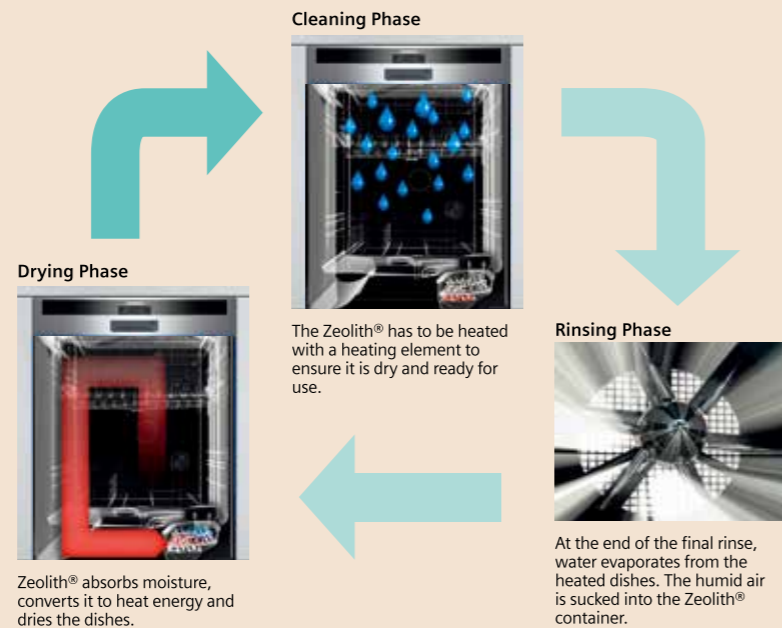 Cleaning Phase
The Zeolith® has to be heated
with a heating element to
ensure it is dry and ready for
use.
Rinsing Phase
At the end of the final rinse,
water evaporates from the
heated dishes. The humid air
is sucked into the Zeolith®
container.
Drying Phase
Zeolith® absorbs moisture,
converts it to heat energy and
dries the dishes.